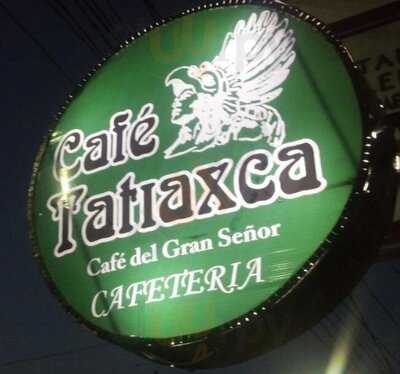 Café
Tatiaxca
Café del Gran Señor
CAFETERIA